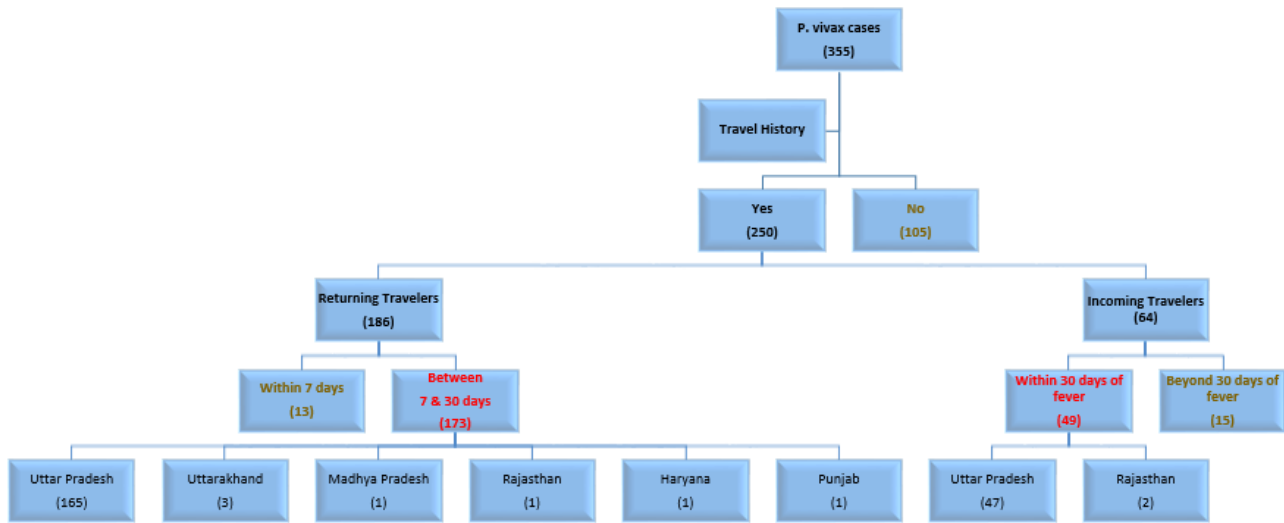 P. vivax cases
(355)
Travel History
Yes
(250)
No
(105)
Returning Travelers
(186)
Incoming Travelers
(64)
Within 7 days
(13)
Between
7 & 30 days
(173)
Within 30 days of
fever
(49)
Beyond 30 days of
fever
(15)
Uttar Pradesh
(165)
Uttarakhand
(3)
Madhya Pradesh
(1)
Rajasthan
(1)
Haryana
(1)
Punjab
(1)
Uttar Pradesh
(47)
Rajasthan
(2)